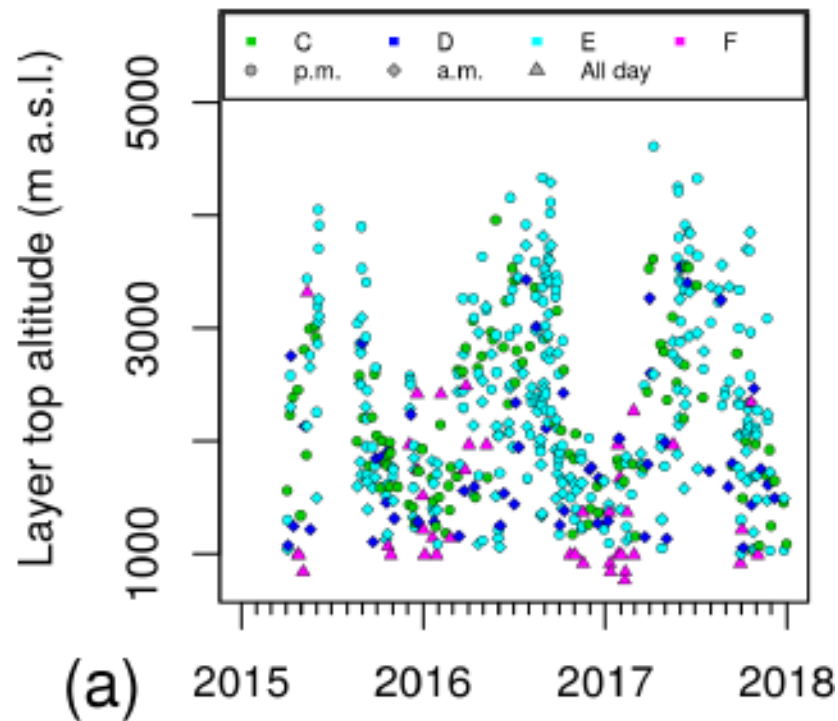 C D E F
p.m. a.m. All day
Layer top altitude (m a.s.l.)
5000
3000
1000
2015 2016 2017 2018
(a)